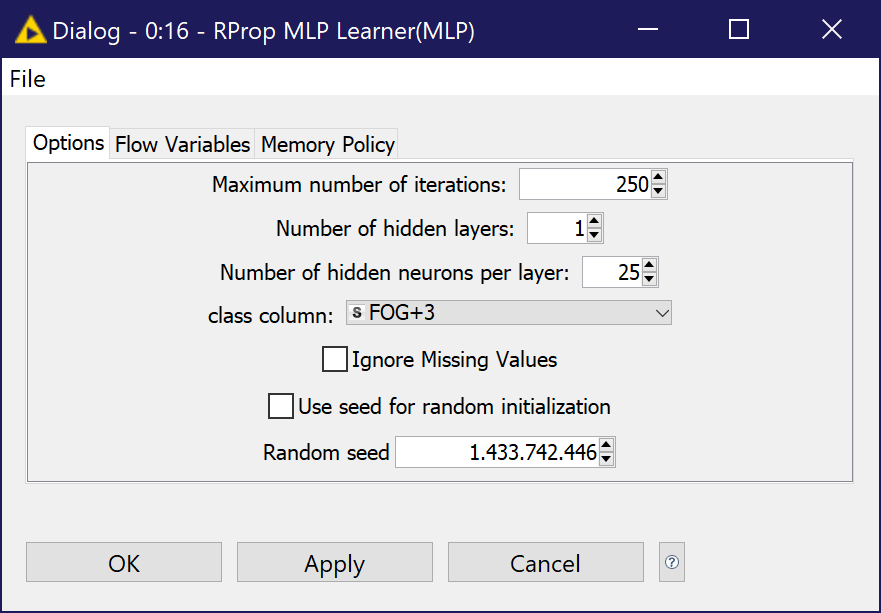 Dialog - 0:16 - RProp MLP Learner(MLP)
File
Options Flow Variables Memory Policy
Maximum number of iterations: 250
Number of hidden layers: 1
Number of hidden neurons per layer: 25
class column: S FOG+3
Ignore Missing Values
Use seed for random initialization
Random seed 1.433.742.446
OK Apply Cancel ?